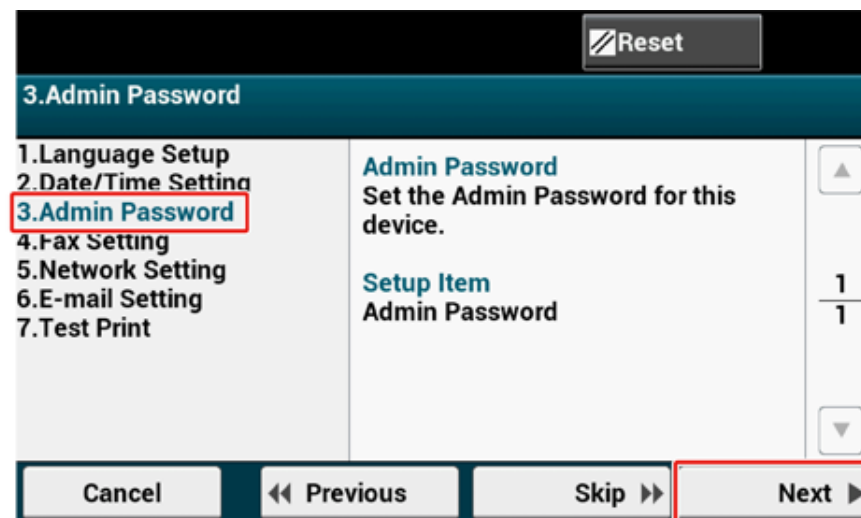 Reset
3.Admin Password
1.Language Setup
2.Date/Time Setting
3.Admin Password
4.Fax Setting
5.Network Setting
6.E-mail Setting
7.Test Print
Admin Password
Set the Admin Password for this
device.
Setup Item
Admin Password
1
1
Cancel
Previous
Skip
Next